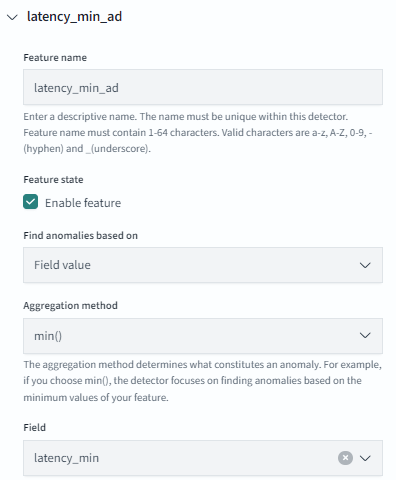 latency_min_ad
Feature name
latency_min_ad
Enter a descriptive name. The name must be unique within this detector.
Feature name must contain 1-64 characters. Valid characters are a-z, A-Z, 0-9, -
(hyphen) and _(underscore).
Feature state
Enable feature
Find anomalies based on
Field value
Aggregation method
min()
The aggregation method determines what constitutes an anomaly. For example,
if you choose min(), the detector focuses on finding anomalies based on the
minimum values of your feature.
Field
latency_min